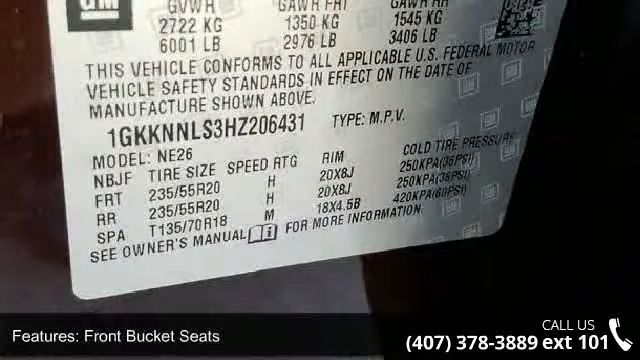 GM
GVWR GAWR FRT GAWR RR
2722 KG 1350 KG 1545 KG
6001 LB 2976 LB 3406 LB
THIS VEHICLE CONFORMS TO ALL APPLICABLE U.S. FEDERAL MOTOR
VEHICLE SAFETY STANDARDS IN EFFECT ON THE DATE OF
MANUFACTURE SHOWN ABOVE.
1GKKNNLS3HZ206431 TYPE: M.P.V.
MODEL: NE26
NBJF TIRE SIZE SPEED RTG RIM COLD TIRE PRESSURE
FRT 235/55R20 H 20X8J 250KPA(36PSI)
RR 235/55R20 H 20X8J 250KPA(36PSI)
SPA T135/70R18 M 18X4.5B 420KPA(60PSI)
SEE OWNER'S MANUAL FOR MORE INFORMATION.
Features: Front Bucket Seats
CALL US
(407) 378-3889 ext 101